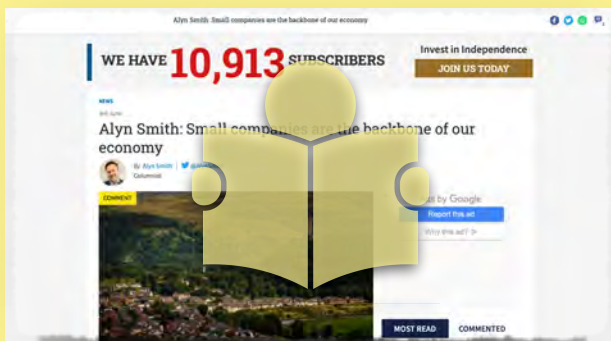 Alyn Smith: Small companies are the backbone of our economy
WE HAVE 10,913 SUBSCRIBERS
Invest in Independence
JOIN US TODAY
NEWS
Alyn Smith: Small companies are the backbone of our
economy
By Alyn Smith
Columnist
COMMENT
by Google
Report this ad
Why this ad?
MOST READ COMMENTED